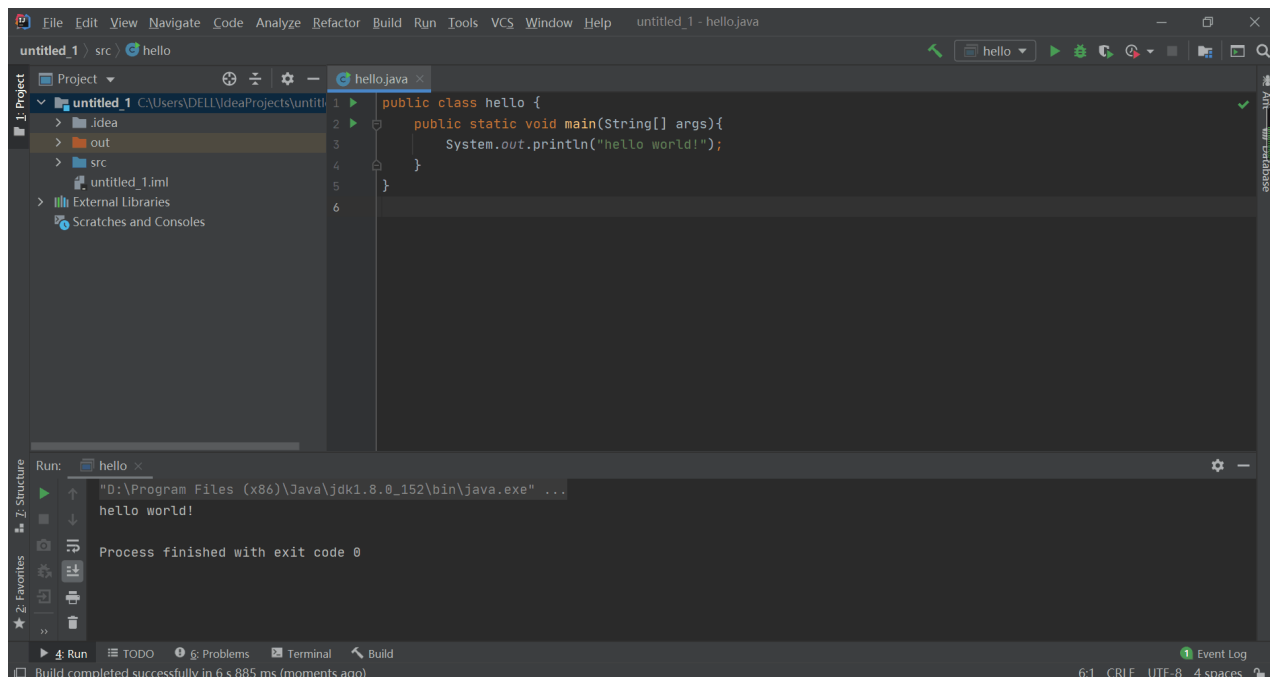 File Edit View Navigate Code Analyze Refactor Build Run Tools VCS Window Help untitled_1 - hello.java
untitled_1 src hello hello
1: Project
Project hello.java
untitled_1 C:\Users\DELL\IdeaProjects\untitl
.idea
out
src
untitled_1.iml
External Libraries
Scratches and Consoles
1 public class hello {
2 public static void main(String[] args){
3 System.out.println("hello world!");
4 }
5 }
6
Ant
Database
7: Structure
2: Favorites
Run: hello
"D:\Program Files (x86)\Java\jdk1.8.0_152\bin\java.exe" ...
hello world!
Process finished with exit code 0
4: Run TODO 6: Problems Terminal Build 1 Event Log
Build completed successfully in 6 s 885 ms (moments ago) 6:1 CRLF UTF-8 4 spaces